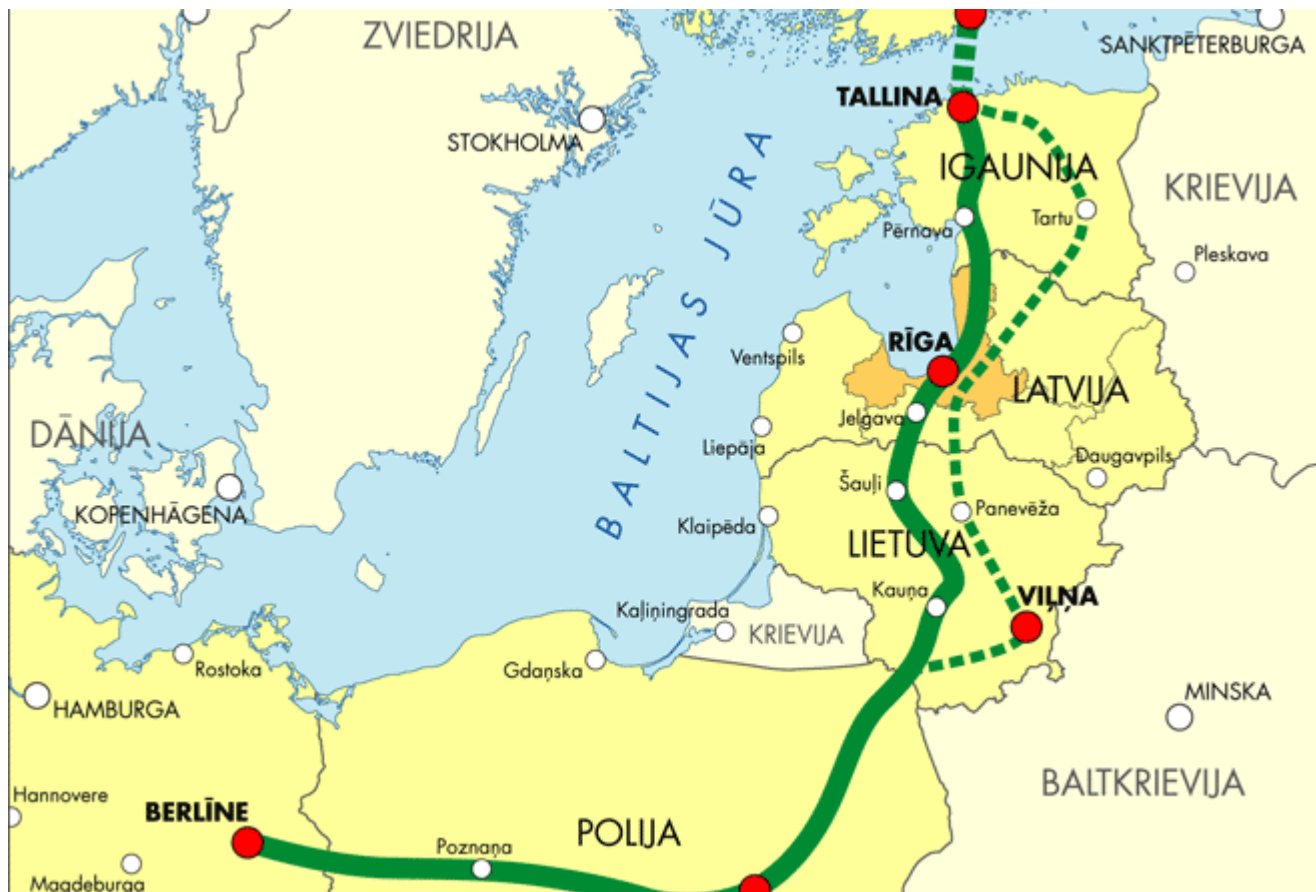 ZVIEDRIJA
SANKTPĒTERBURGA
TALLINA
STOKHOLMA
IGAUNIJA
KRIEVIJA
Pērnava
Tartu
BALTIJAS JŪRA
Pleskava
RĪGA
Ventspils
LATVIJA
Jelgava
DĀNIJA
Liepāja
Daugavpils
Šauļi
KOPENHĀGENA
Panevēža
Klaipēda
LIETUVA
Kauņa
VIĻŅA
Kaļiņingrada
KRIEVIJA
Rostoka
Gdaņska
HAMBURGA
MINSKA
BALTKRIEVIJA
Hannovere
BERLĪNE
POLIJA
Poznaņa
Magdeburga